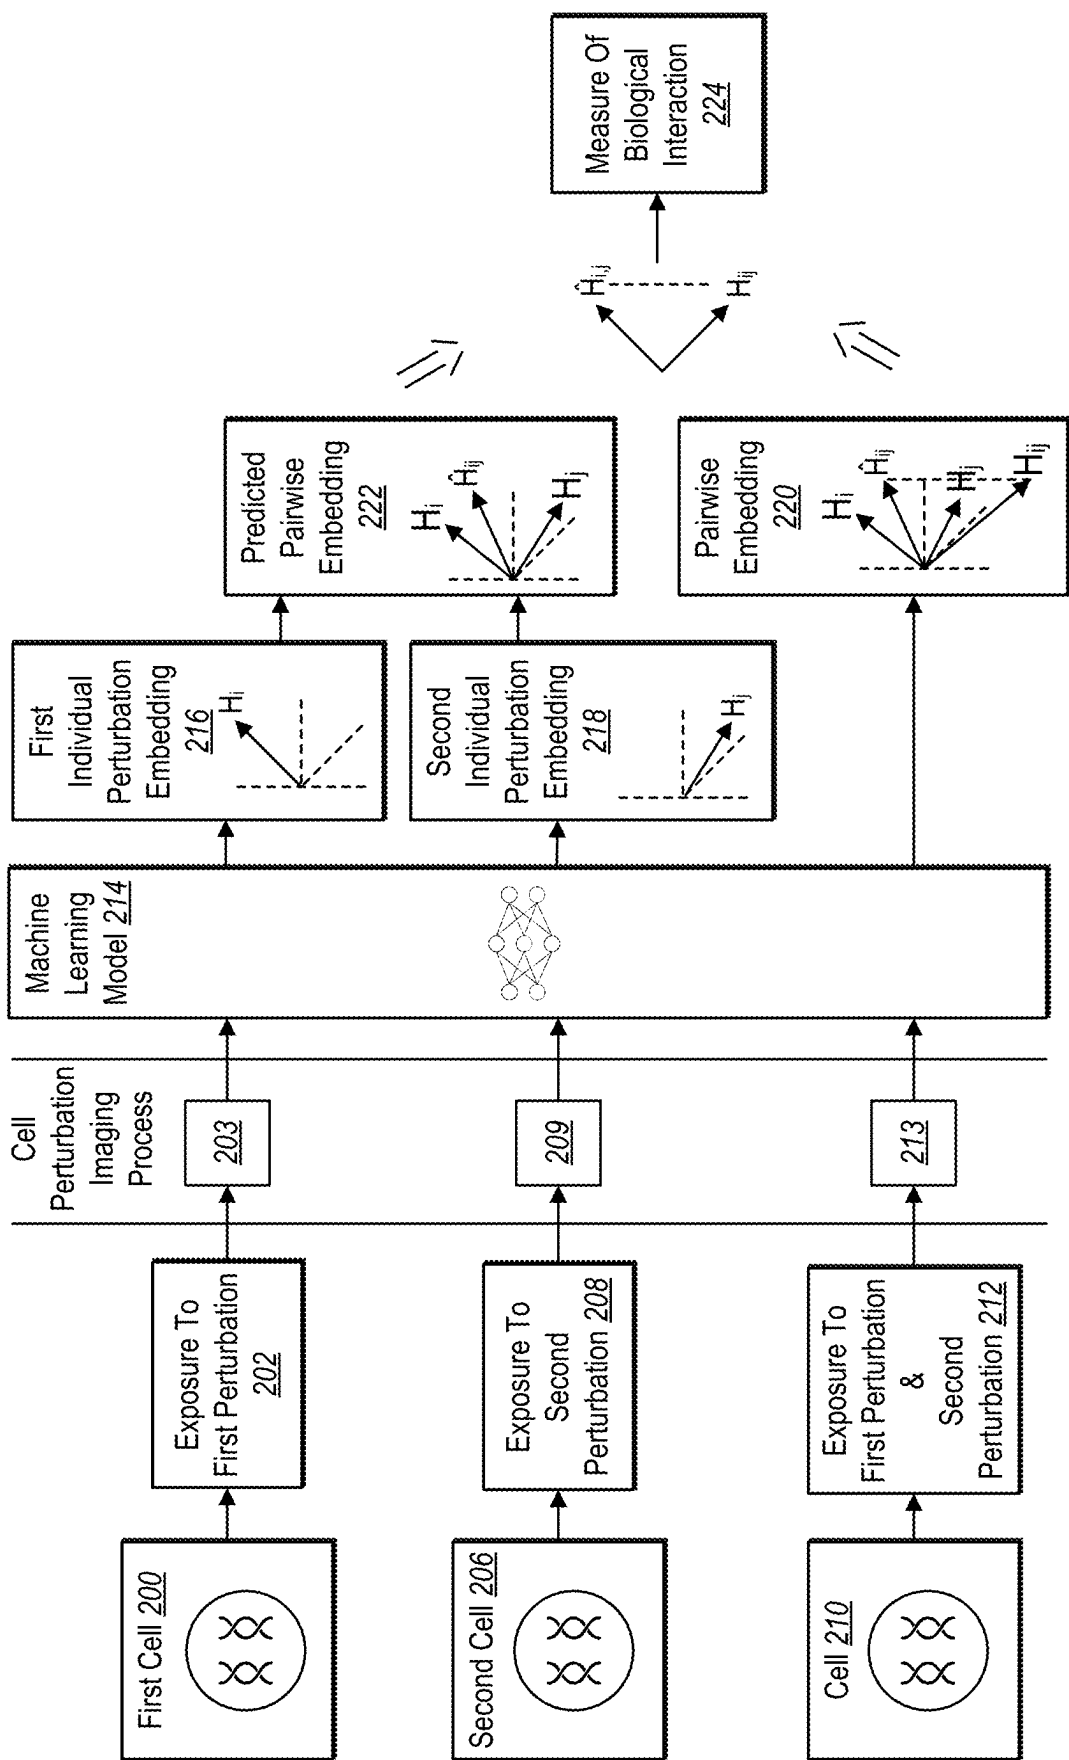 First Cell 200
Exposure To
First Perturbation
202
Cell
Perturbation
Imaging
Process
203
Machine
Learning
Model 214
First
Individual
Perturbation
Embedding
216
Hi
Second Cell 206
Exposure To
Second
Perturbation 208
209
Second
Individual
Perturbation
Embedding
218
Hj
Predicted
Pairwise
Embedding
222
Hi
Ĥij
Hj
Cell 210
Exposure To
First Perturbation
&
Second
Perturbation 212
213
Pairwise
Embedding
220
Hi
Ĥij
Hj
Hij
Ĥi,j
Hij
Measure Of
Biological
Interaction
224